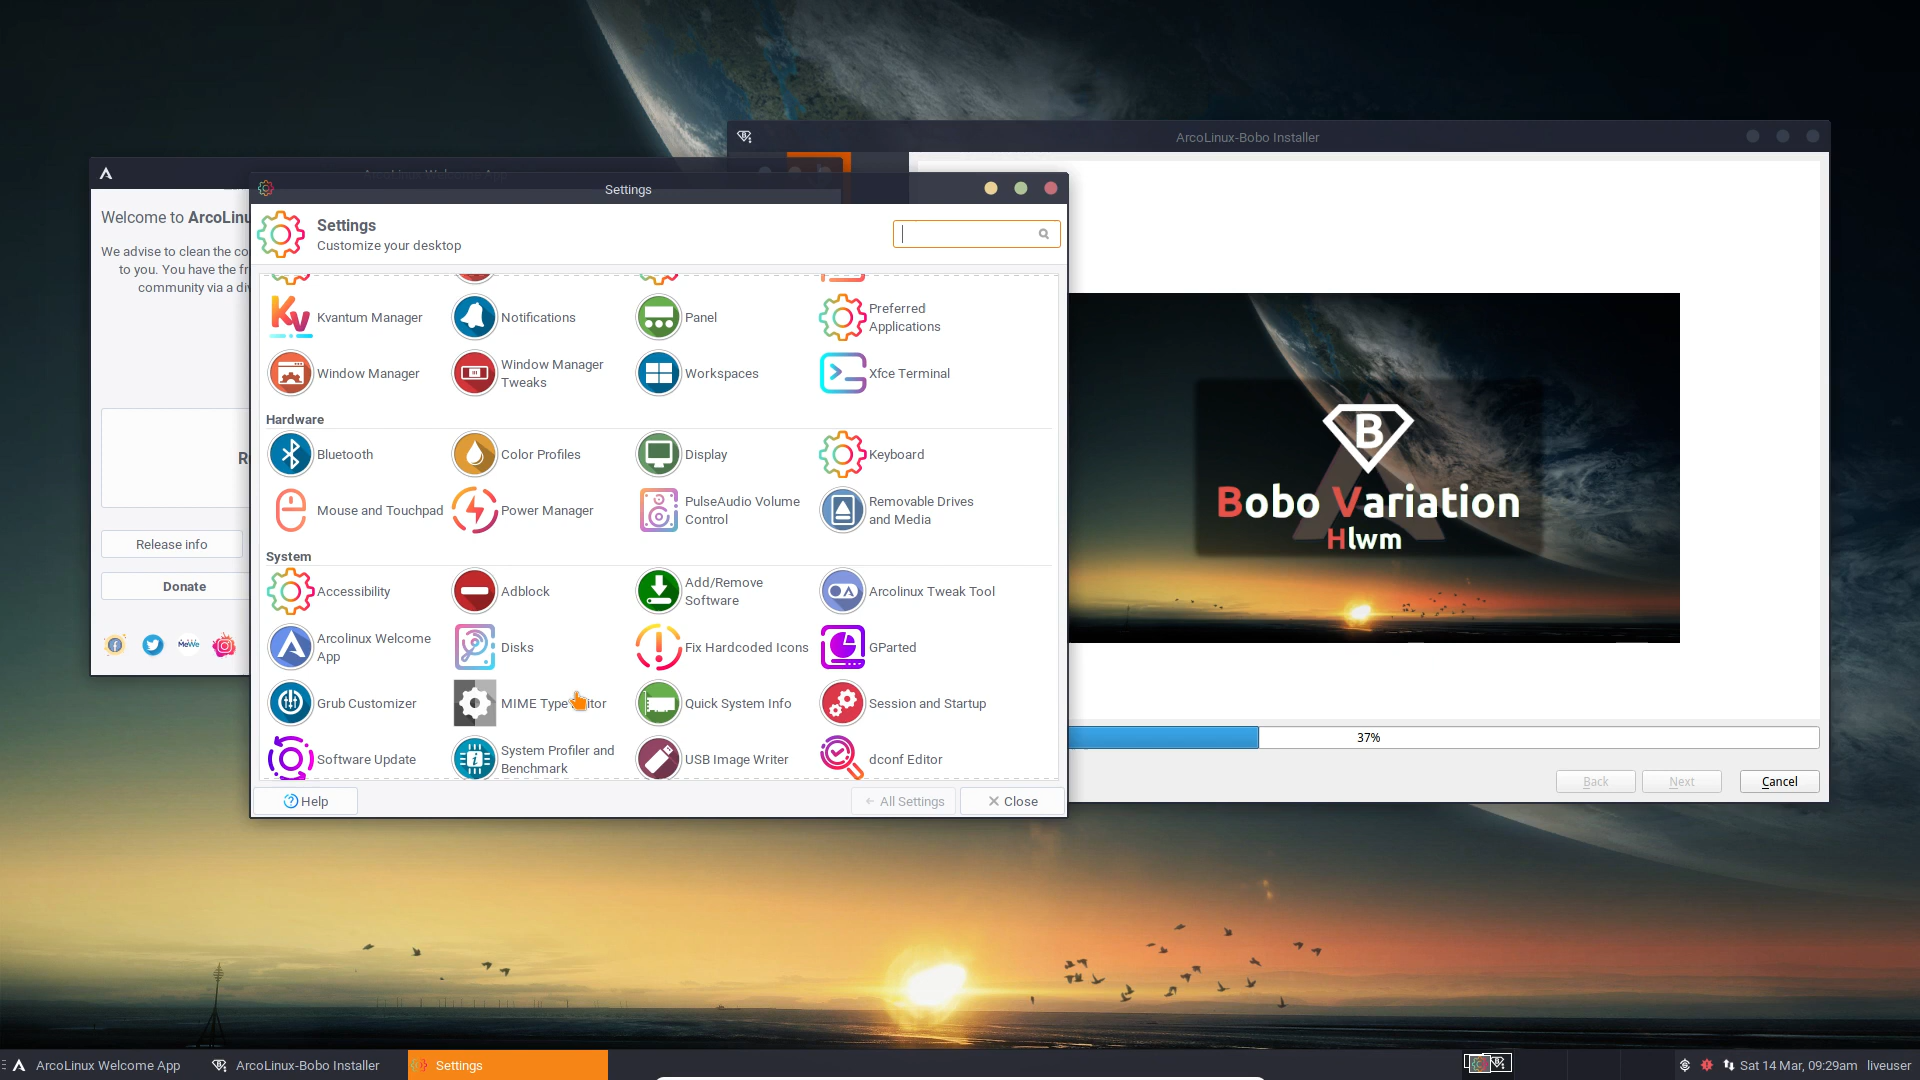 ArcoLinux-Bobo Installer
ArcoLinux Welcome App
Settings
Welcome to ArcoLinu
We advise to clean the co
to you. You have the fr
community via a di
R
Release info
Donate
MeWe
Settings
Customize your desktop
Kvantum Manager
Notifications
Panel
Preferred
Applications
Window Manager
Window Manager
Tweaks
Workspaces
Xfce Terminal
Hardware
Bluetooth
Color Profiles
Display
Keyboard
Mouse and Touchpad
Power Manager
PulseAudio Volume
Control
Removable Drives
and Media
System
Accessibility
Adblock
Add/Remove
Software
Arcolinux Tweak Tool
Arcolinux Welcome
App
Disks
Fix Hardcoded Icons
GParted
Grub Customizer
MIME Type itor
Quick System Info
Session and Startup
Software Update
System Profiler and
Benchmark
USB Image Writer
dconf Editor
Help
All Settings
Close
B
Bobo Variation
Hlwm
37%
Back
Next
Cancel
ArcoLinux Welcome App
ArcoLinux-Bobo Installer
Settings
Sat 14 Mar, 09:29am
liveuser